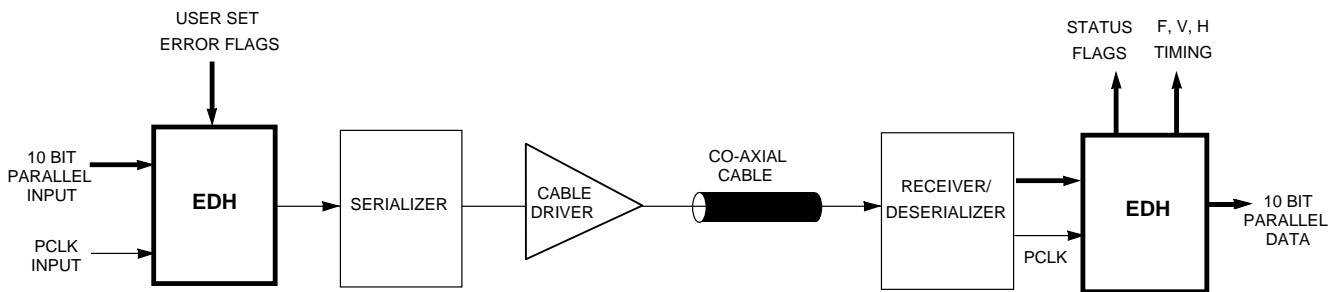 USER SET
ERROR FLAGS
STATUS
FLAGS
F, V, H
TIMING
10 BIT
PARALLEL
INPUT
PCLK
INPUT
EDH
SERIALIZER
CABLE
DRIVER
CO-AXIAL
CABLE
RECEIVER/
DESERIALIZER
PCLK
EDH
10 BIT
PARALLEL
DATA